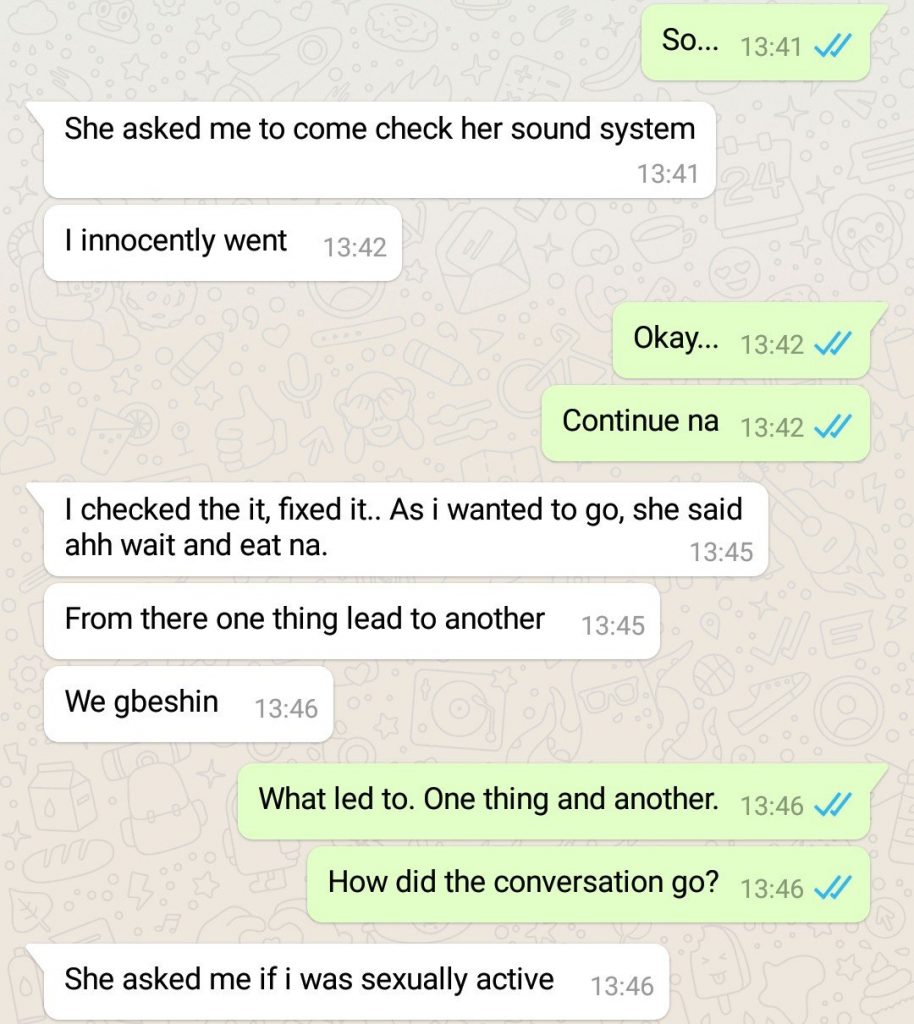 So... 13:41
She asked me to come check her sound system
13:41
I innocently went 13:42
Okay... 13:42
Continue na 13:42
I checked the it, fixed it.. As i wanted to go, she said
ahh wait and eat na. 13:45
From there one thing lead to another 13:45
We gbeshin 13:46
What led to. One thing and another. 13:46
How did the conversation go? 13:46
She asked me if i was sexually active 13:46